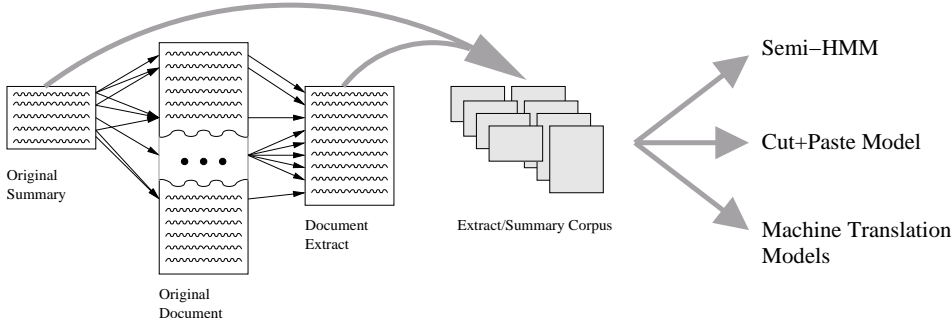 Original
Summary
Original
Document
Document
Extract
Extract/Summary Corpus
Semi−HMM
Cut+Paste Model
Machine Translation
Models